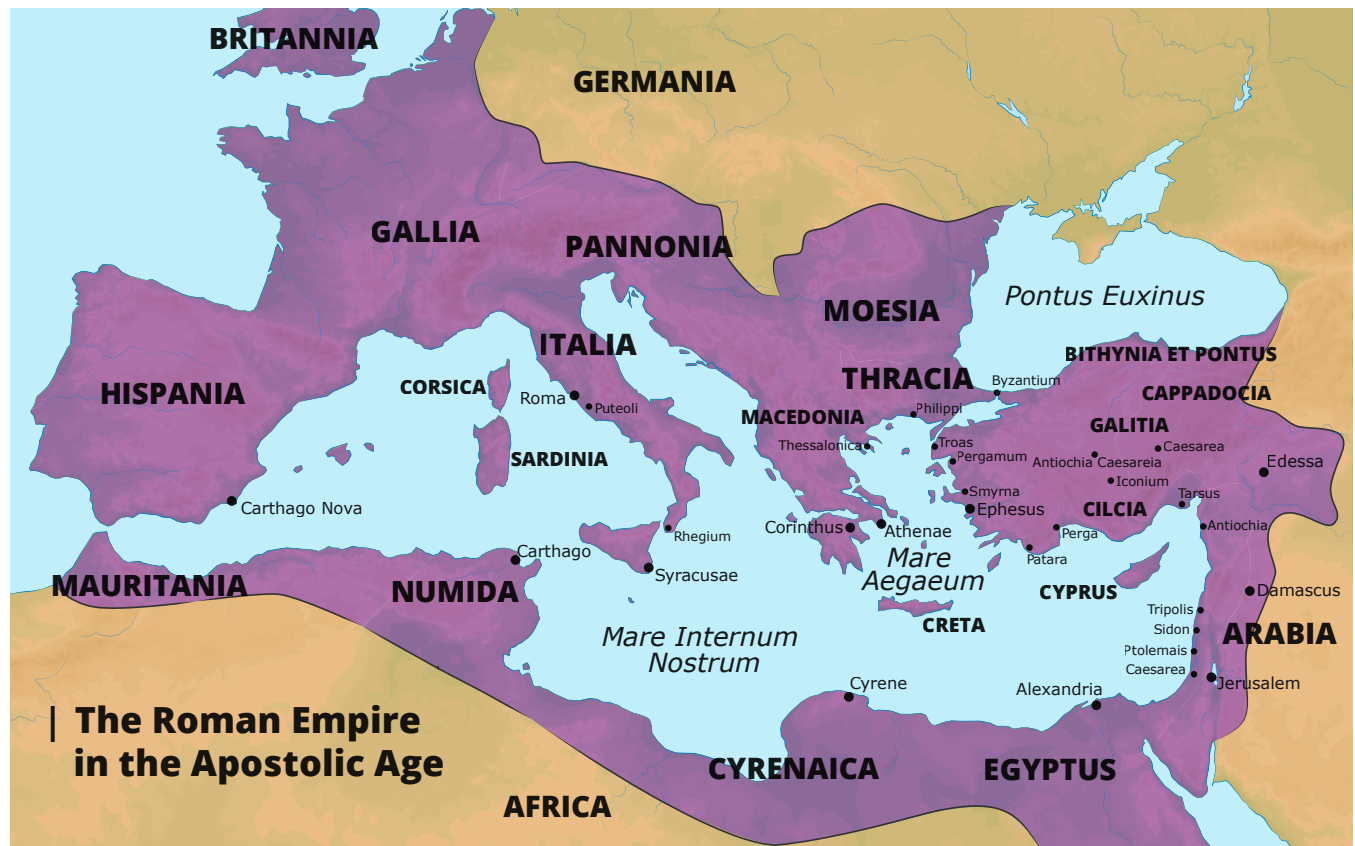 BRITANNIA
GERMANIA
GALLIA
PANNONIA
Pontus Euxinus
MOESIA
ITALIA
BITHYNIA ET PONTUS
HISPANIA
CORSICA
Roma
Puteoli
THRACIA
Byzantium
CAPPADOCIA
MACEDONIA
Philippi
GALITIA
Thessalonica
Troas
Pergamum
Caesarea
Antiochia Caesareia
SARDINIA
Edessa
Iconium
Smyrna
Tarsus
Carthago Nova
Ephesus
CILCIA
Corinthus
Athenae
Perga
Antiochia
Rhegium
Carthago
Mare
Aegaeum
Patara
Syracusae
MAURITANIA
NUMIDA
CYPRUS
Damascus
Tripolis
CRETA
Sidon
ARABIA
Mare Internum
Nostrum
Ptolemais
Caesarea
Cyrene
Alexandria
Jerusalem
| The Roman Empire
in the Apostolic Age
CYRENAICA
EGYPTUS
AFRICA